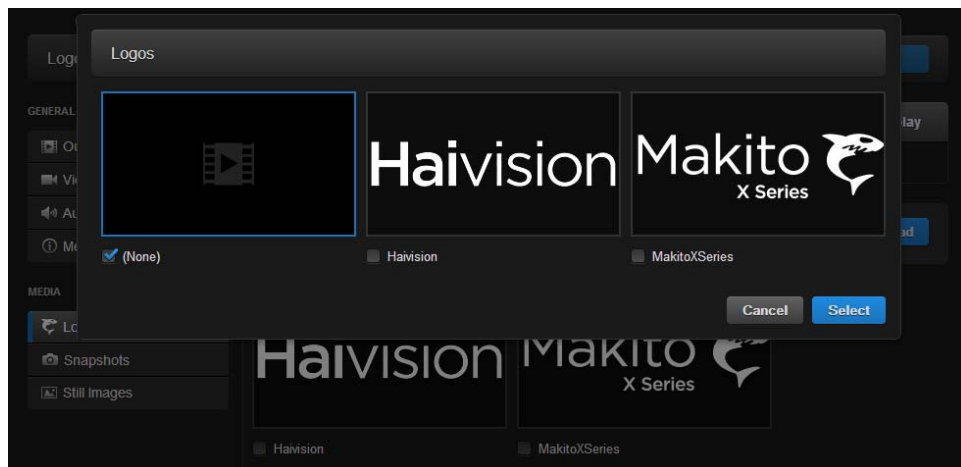 Logos
Haivision
Makito
X Series
(None)
Haivision
MakitoXSeries
Cancel
Select
GENERAL
MEDIA
Snapshots
Still Images
Haivision
Makito
X Series
Haivision
MakitoXSeries